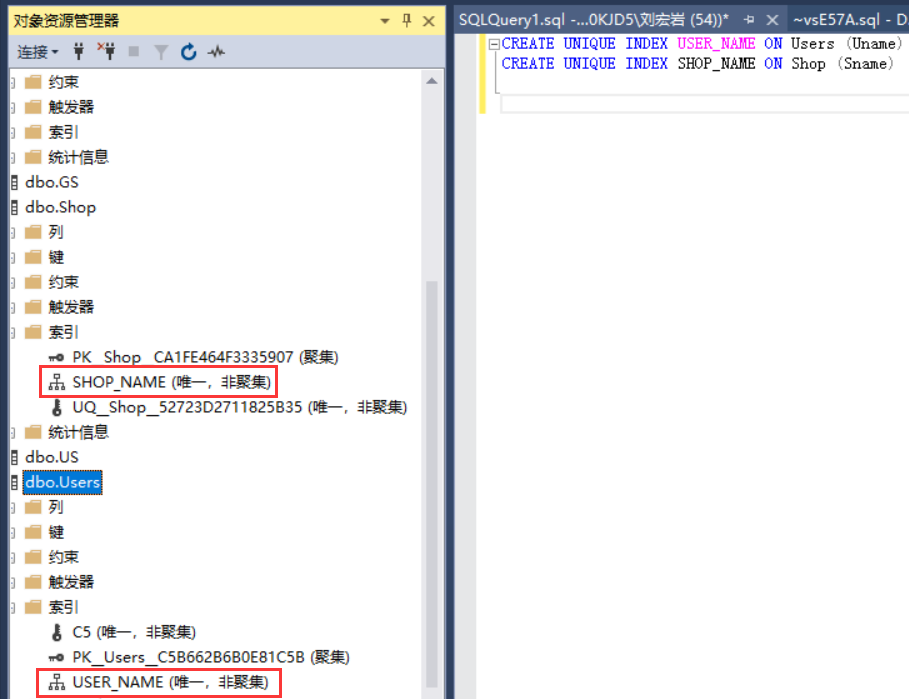 对象资源管理器
连接
约束
触发器
索引
统计信息
dbo.GS
dbo.Shop
列
键
约束
触发器
索引
PK__Shop__CA1FE464F3335907 (聚集)
SHOP_NAME (唯一，非聚集)
UQ__Shop__52723D2711825B35 (唯一，非聚集)
统计信息
dbo.US
dbo.Users
列
键
约束
触发器
索引
C5 (唯一，非聚集)
PK__Users__C5B662B6B0E81C5B (聚集)
USER_NAME (唯一，非聚集)
SQLQuery1.sql -...0KJD5\刘宏岩 (54))*
~vsE57A.sql - D
CREATE UNIQUE INDEX USER_NAME ON Users (Uname)
CREATE UNIQUE INDEX SHOP_NAME ON Shop (Sname)